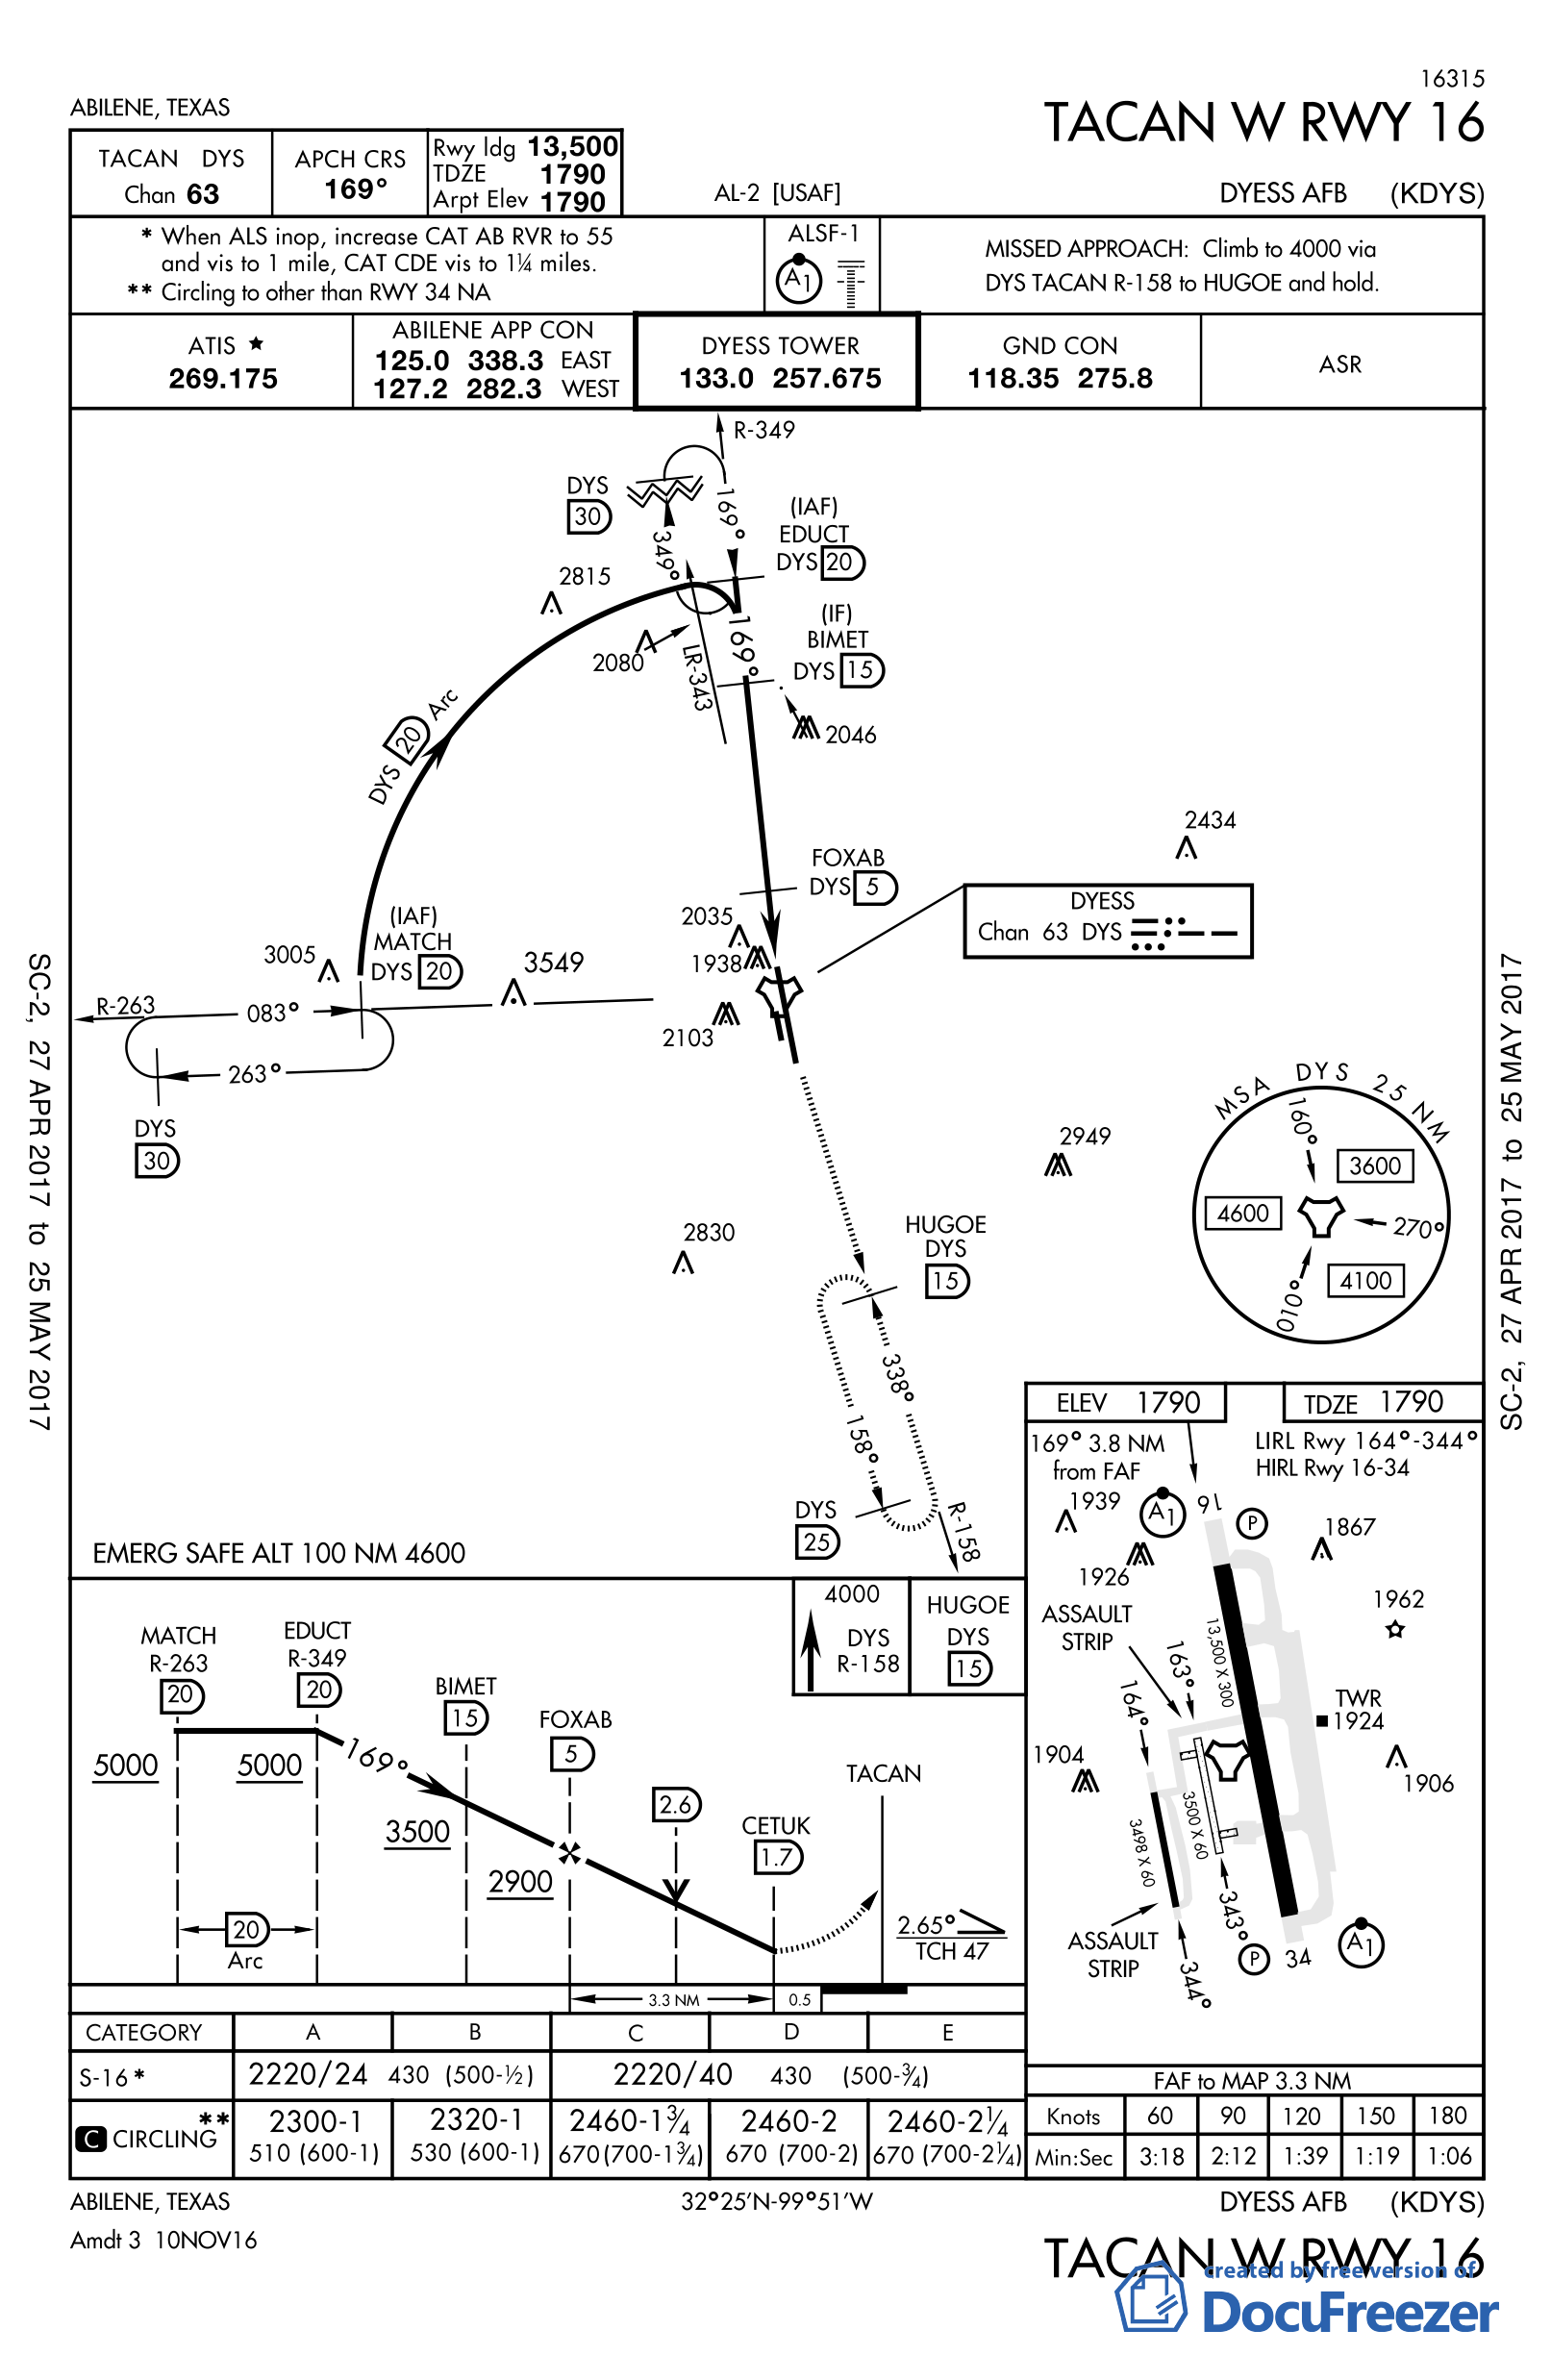 16315
ABILENE, TEXAS
TACAN W RWY 16
AL-2 [USAF]
DYESS AFB (KDYS)
TACAN DYS
Chan 63
APCH CRS
169°
Rwy ldg 13,500
TDZE 1790
Arpt Elev 1790
* When ALS inop, increase CAT AB RVR to 55
and vis to 1 mile, CAT CDE vis to 1¼ miles.
** Circling to other than RWY 34 NA
ALSF-1
A1
MISSED APPROACH: Climb to 4000 via
DYS TACAN R-158 to HUGOE and hold.
ATIS ★
269.175
ABILENE APP CON
125.0 338.3 EAST
127.2 282.3 WEST
DYESS TOWER
133.0 257.675
GND CON
118.35 275.8
ASR
R-349
DYS
30
169°
349°
(IAF)
EDUCT
DYS 20
2815
(IF)
BIMET
DYS 15
169°
2080
LR-343
2046
DYS 20 Arc
2434
FOXAB
DYS 5
DYESS
Chan 63 DYS
2035
1938
(IAF)
MATCH
DYS 20
3005
3549
R-263
083°
2103
263°
DYS
30
MSA DYS 25 NM
160°
3600
4600
270°
4100
010°
2949
2830
HUGOE
DYS
15
338°
158°
DYS
25
R-158
EMERG SAFE ALT 100 NM 4600
SC-2, 27 APR 2017 to 25 MAY 2017
SC-2, 27 APR 2017 to 25 MAY 2017
ELEV 1790
TDZE 1790
169° 3.8 NM
from FAF
LIRL Rwy 164°-344°
HIRL Rwy 16-34
1939
A1
16
P
1867
1926
ASSAULT
STRIP
13,500 X 300
1962
163°
164°
TWR
1924
1904
1906
3500 X 60
3498 X 60
343°
ASSAULT
STRIP
344°
P
34
A1
4000
DYS
R-158
HUGOE
DYS
15
MATCH
R-263
20
EDUCT
R-349
20
BIMET
15
FOXAB
5
169°
5000
5000
3500
2900
2.6
CETUK
1.7
TACAN
20
Arc
2.65°
TCH 47
3.3 NM
0.5
CATEGORY A B C D E
S-16* 2220/24 430 (500-½) 2220/40 430 (500-¾)
C CIRCLING** 2300-1 2320-1 2460-1¾ 2460-2 2460-2¼
510 (600-1) 530 (600-1) 670(700-1¾) 670 (700-2) 670 (700-2¼)
FAF to MAP 3.3 NM
Knots 60 90 120 150 180
Min:Sec 3:18 2:12 1:39 1:19 1:06
ABILENE, TEXAS
32°25'N-99°51'W
DYESS AFB (KDYS)
Amdt 3 10NOV16
TACAN W RWY 16
created by free version of
DocuFreezer